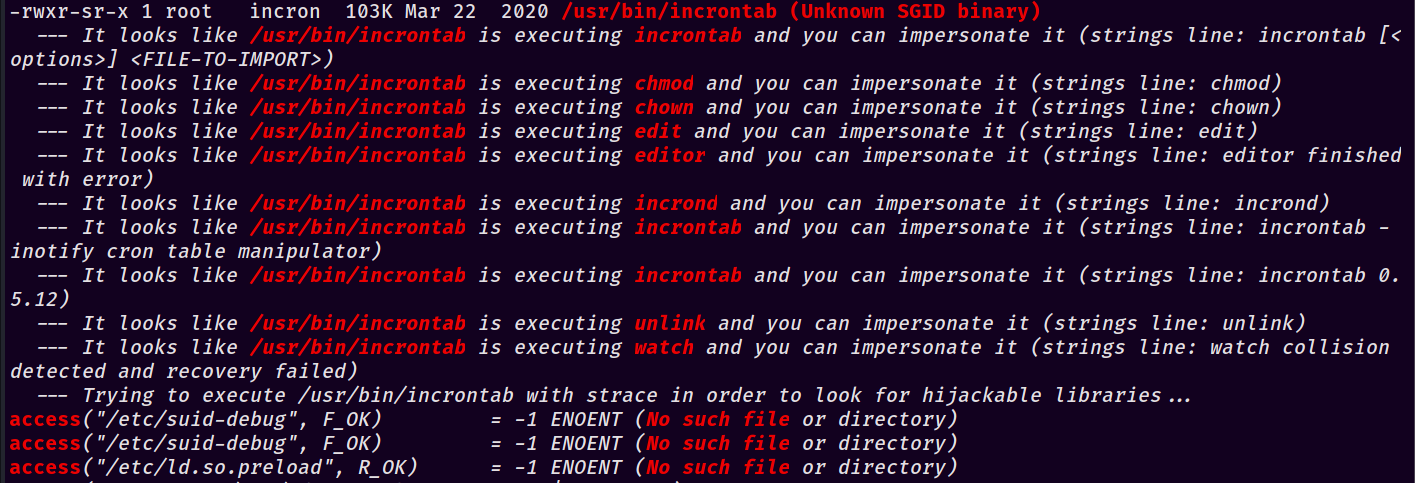 -rwxr-sr-x 1 root   incron  103K Mar 22  2020 /usr/bin/incrontab (Unknown SGID binary)
  --- It looks like /usr/bin/incrontab is executing incrontab and you can impersonate it (strings line: incrontab [<
options>] <FILE-TO-IMPORT>)
  --- It looks like /usr/bin/incrontab is executing chmod and you can impersonate it (strings line: chmod)
  --- It looks like /usr/bin/incrontab is executing chown and you can impersonate it (strings line: chown)
  --- It looks like /usr/bin/incrontab is executing edit and you can impersonate it (strings line: edit)
  --- It looks like /usr/bin/incrontab is executing editor and you can impersonate it (strings line: editor finished
 with error)
  --- It looks like /usr/bin/incrontab is executing incrond and you can impersonate it (strings line: incrond)
  --- It looks like /usr/bin/incrontab is executing incrontab and you can impersonate it (strings line: incrontab -
inotify cron table manipulator)
  --- It looks like /usr/bin/incrontab is executing incrontab and you can impersonate it (strings line: incrontab 0.
5.12)
  --- It looks like /usr/bin/incrontab is executing unlink and you can impersonate it (strings line: unlink)
  --- It looks like /usr/bin/incrontab is executing watch and you can impersonate it (strings line: watch collision
detected and recovery failed)
  --- Trying to execute /usr/bin/incrontab with strace in order to look for hijackable libraries...
access("/etc/suid-debug", F_OK)         = -1 ENOENT (No such file or directory)
access("/etc/suid-debug", F_OK)         = -1 ENOENT (No such file or directory)
access("/etc/ld.so.preload", R_OK)      = -1 ENOENT (No such file or directory)